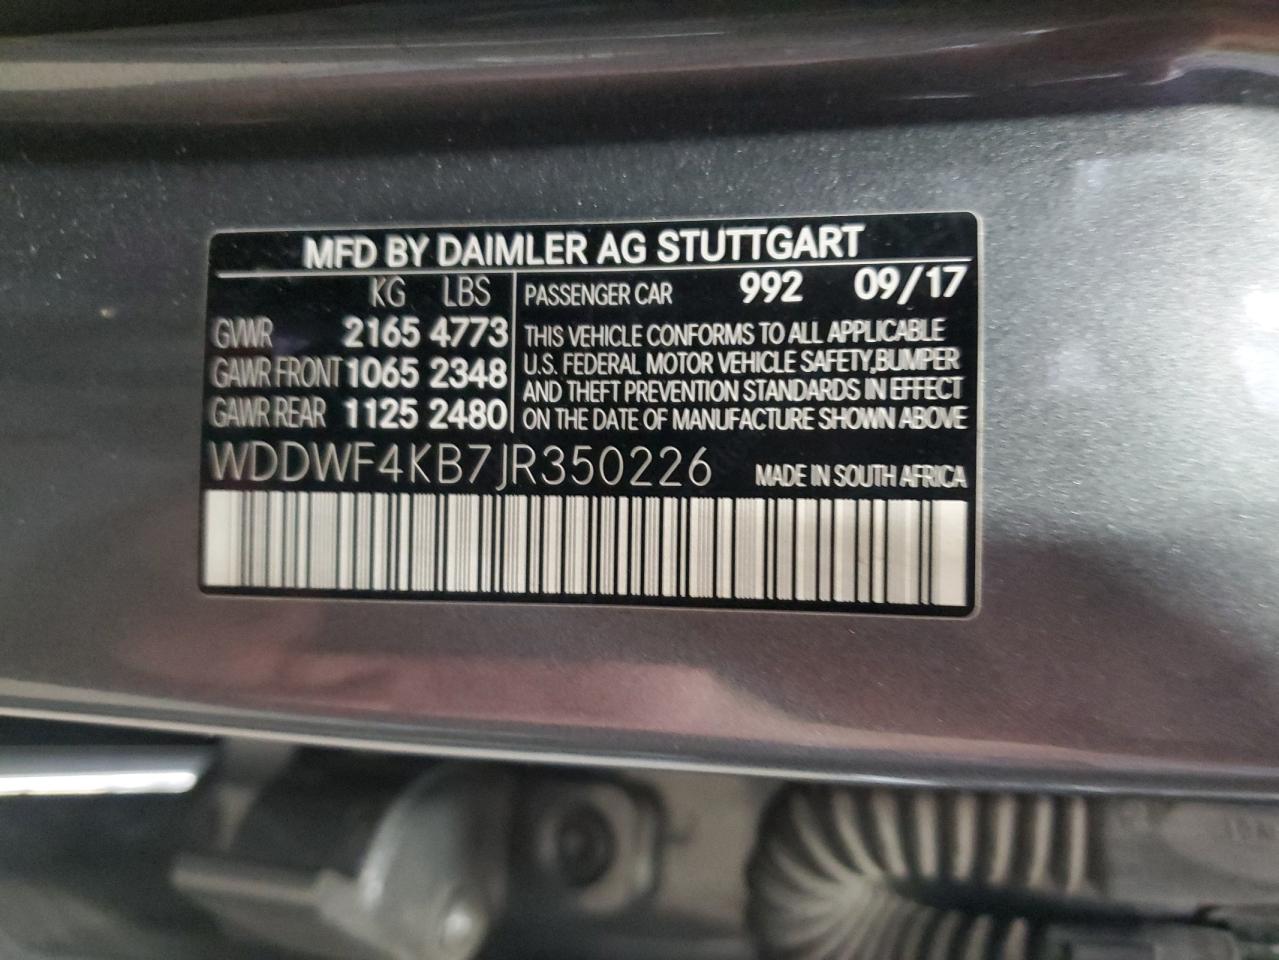 MFD BY DAIMLER AG STUTTGART
KG LBS
GVWR 2165 4773
GAWR FRONT 1065 2348
GAWR REAR 1125 2480
PASSENGER CAR 992 09/17
THIS VEHICLE CONFORMS TO ALL APPLICABLE
U.S. FEDERAL MOTOR VEHICLE SAFETY, BUMPER
AND THEFT PREVENTION STANDARDS IN EFFECT
ON THE DATE OF MANUFACTURE SHOWN ABOVE
WDDWF4KB7JR350226 MADE IN SOUTH AFRICA